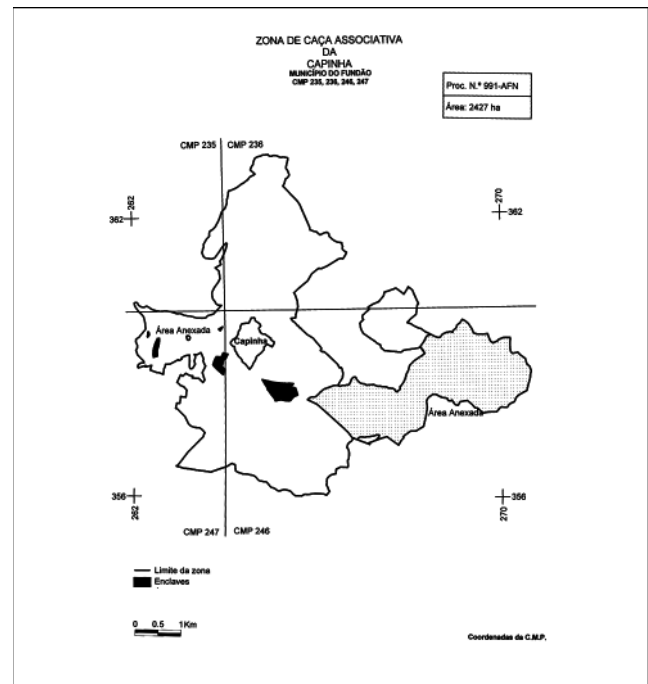 ZONA DE CAÇA ASSOCIATIVA
DA
CAPINHA
MUNICÍPIO DO FUNDÃO
CMP 235, 236, 246, 247
Proc. N.º 991-AFN
Área: 2427 ha
CMP 235
CMP 236
262
362
270
362
Área Anexada
Capinha
Área Anexada
356
262
356
270
CMP 247
CMP 246
Limite da zona
Enclaves
0 0.5 1Km
Coordenadas da C.M.P.